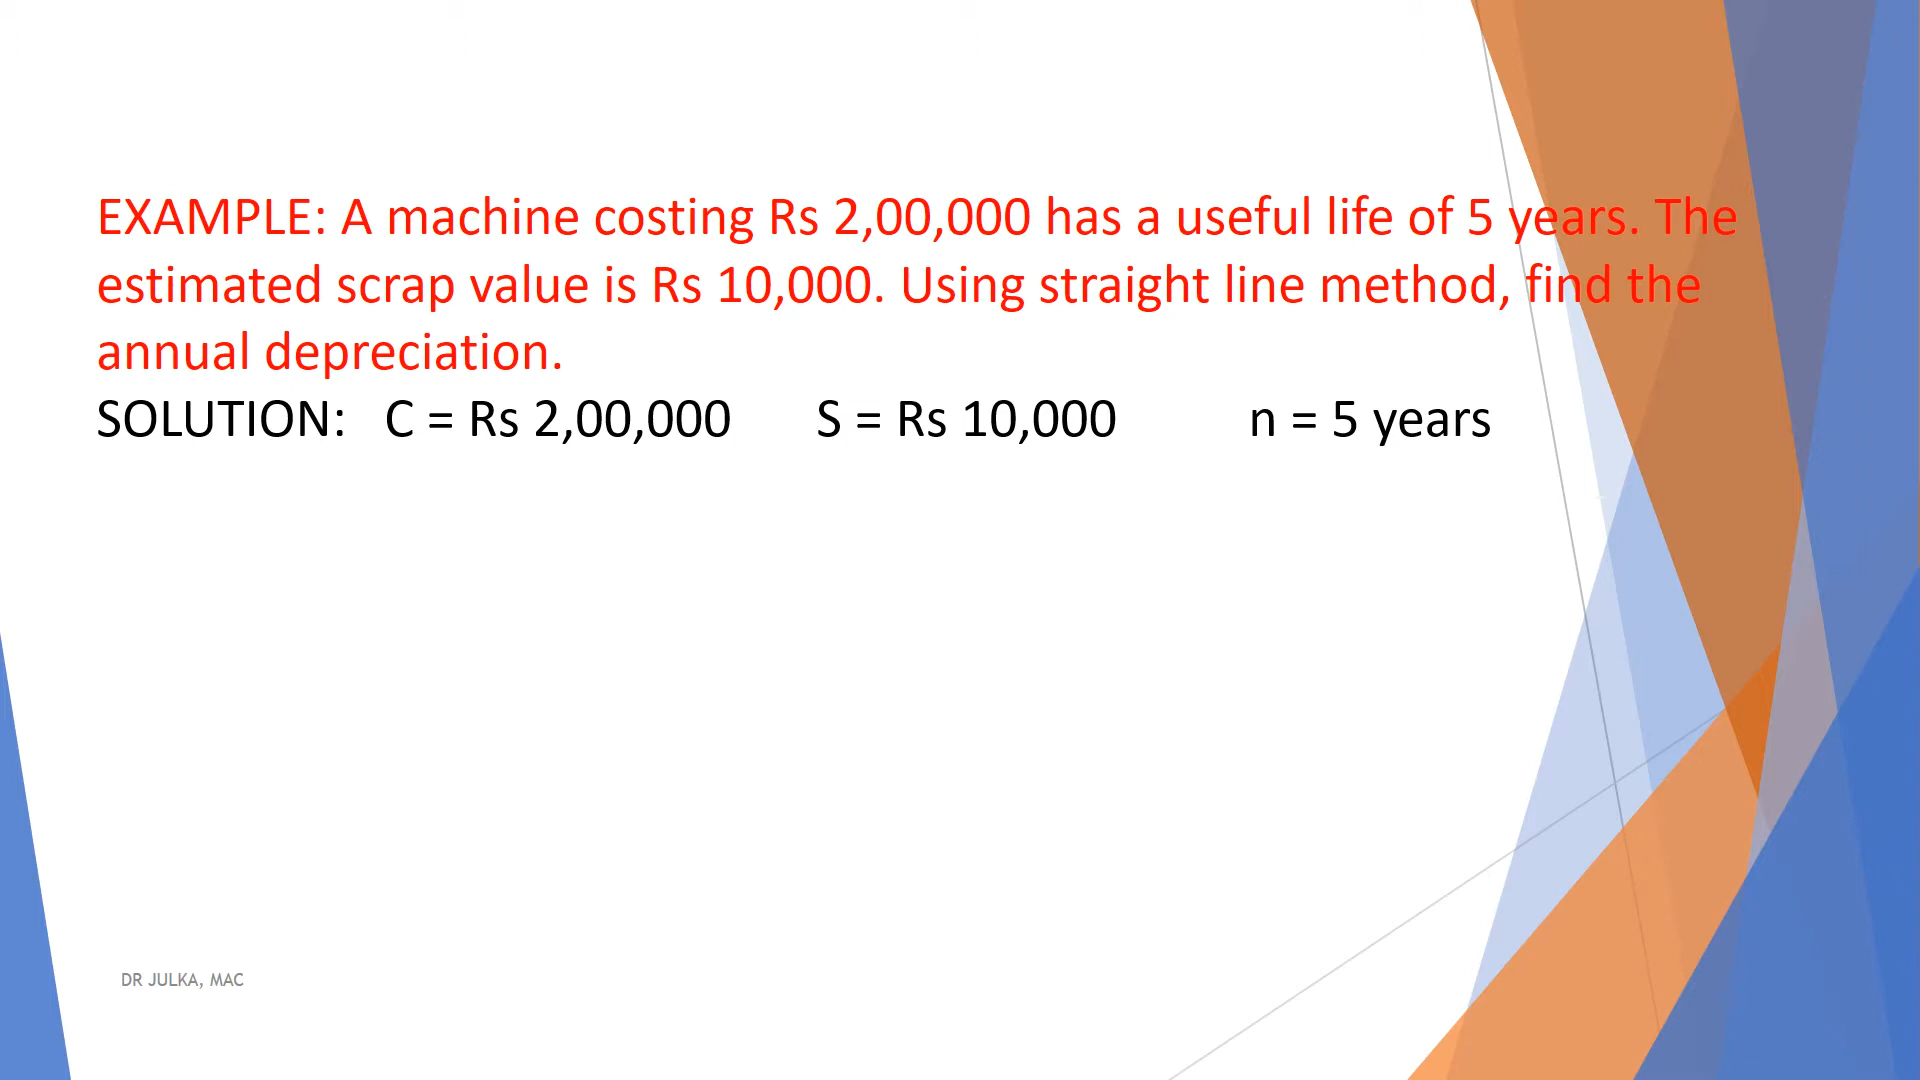 EXAMPLE: A machine costing Rs 2,00,000 has a useful life of 5 years. The
estimated scrap value is Rs 10,000. Using straight line method, find the
annual depreciation.
SOLUTION: C = Rs 2,00,000 S = Rs 10,000 n = 5 years
DR JULKA, MAC